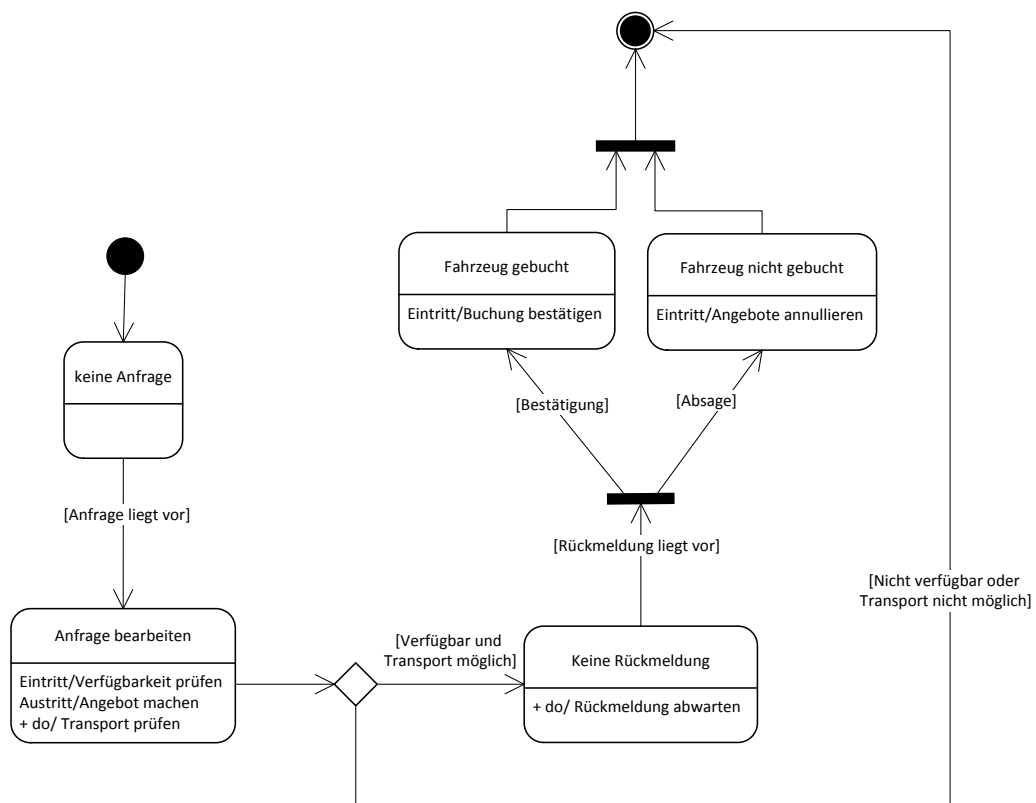 Fahrzeug gebucht
Eintritt/Buchung bestätigen
Fahrzeug nicht gebucht
Eintritt/Angebote annullieren
keine Anfrage
[Bestätigung]
[Absage]
[Anfrage liegt vor]
[Rückmeldung liegt vor]
[Nicht verfügbar oder
Transport nicht möglich]
Anfrage bearbeiten
Eintritt/Verfügbarkeit prüfen
Austritt/Angebot machen
+ do/ Transport prüfen
[Verfügbar und
Transport möglich]
Keine Rückmeldung
+ do/ Rückmeldung abwarten